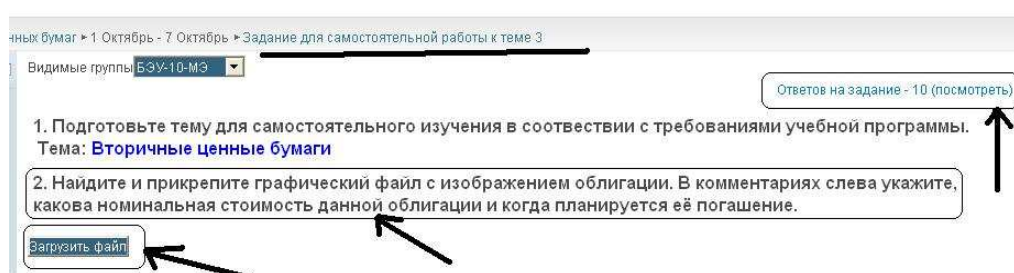 нных бумаг ► 1 Октябрь - 7 Октябрь ► Задание для самостоятельной работы к теме 3
Видимые группы БЭУ-10-МЭ
Ответов на задание - 10 (посмотреть)
1. Подготовьте тему для самостоятельного изучения в соотвествии с требованиями учебной программы.
Тема: Вторичные ценные бумаги
2. Найдите и прикрепите графический файл с изображением облигации. В комментариях слева укажите,
какова номинальная стоимость данной облигации и когда планируется её погашение.
Загрузить файл